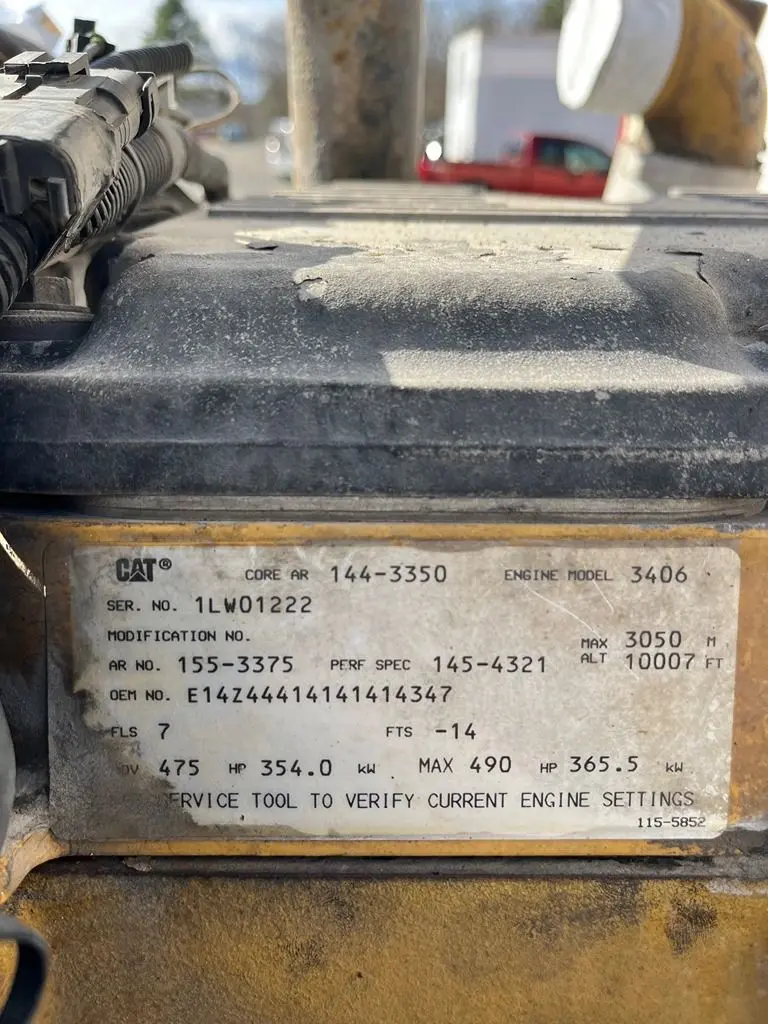 CAT® CORE AR 144-3350 ENGINE MODEL 3406
SER. NO. 1LW01222
MODIFICATION NO.
MAX ALT 3050 M 10007 FT
AR NO. 155-3375 PERF SPEC 145-4321
OEM NO. E14Z44414141414347
FLS 7 FTS -14
475 HP 354.0 kW MAX 490 HP 365.5 kW
TOOL TO VERIFY CURRENT ENGINE SETTINGS
115-5852